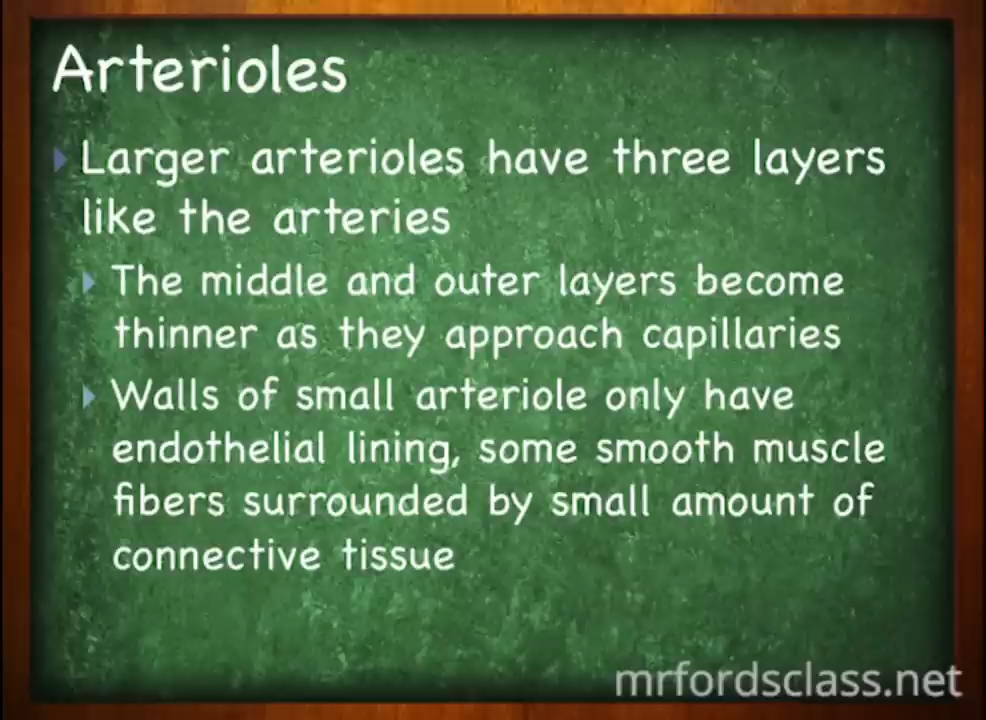 Arterioles
Larger arterioles have three layers
like the arteries
The middle and outer layers become
thinner as they approach capillaries
Walls of small arteriole only have
endothelial lining, some smooth muscle
fibers surrounded by small amount of
connective tissue
mrfordsclass.net